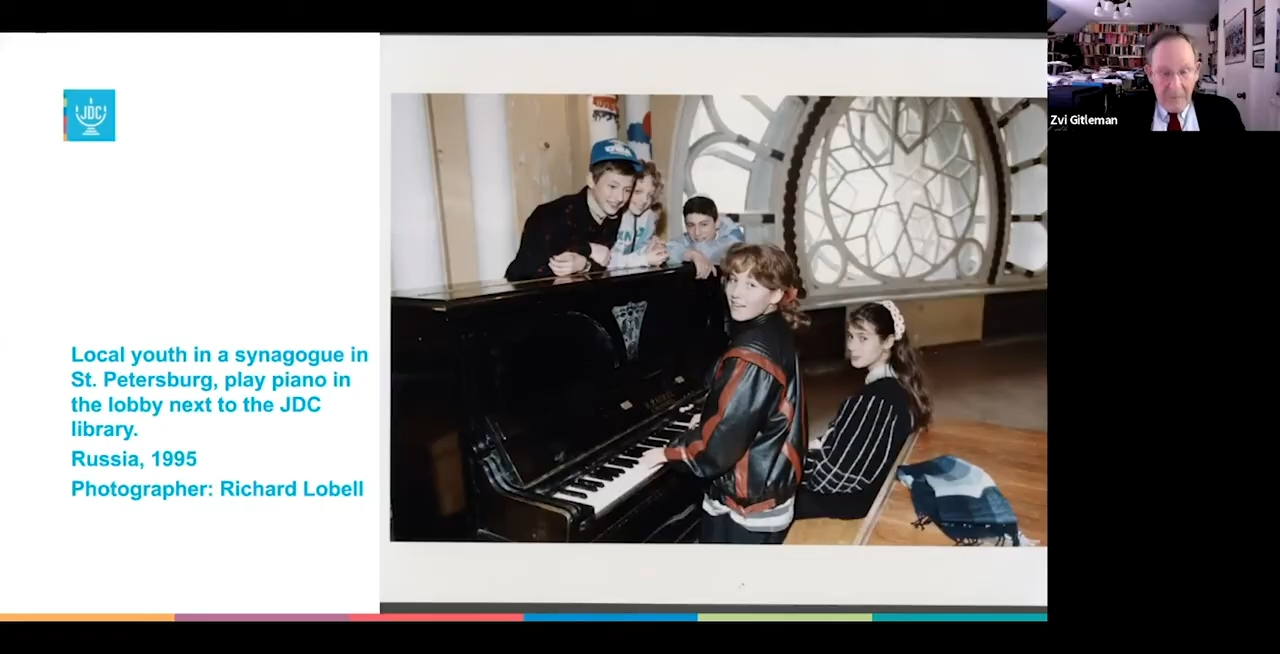 JDC
Local youth in a synagogue in
St. Petersburg, play piano in
the lobby next to the JDC
library.
Russia, 1995
Photographer: Richard Lobell
Zvi Gitleman